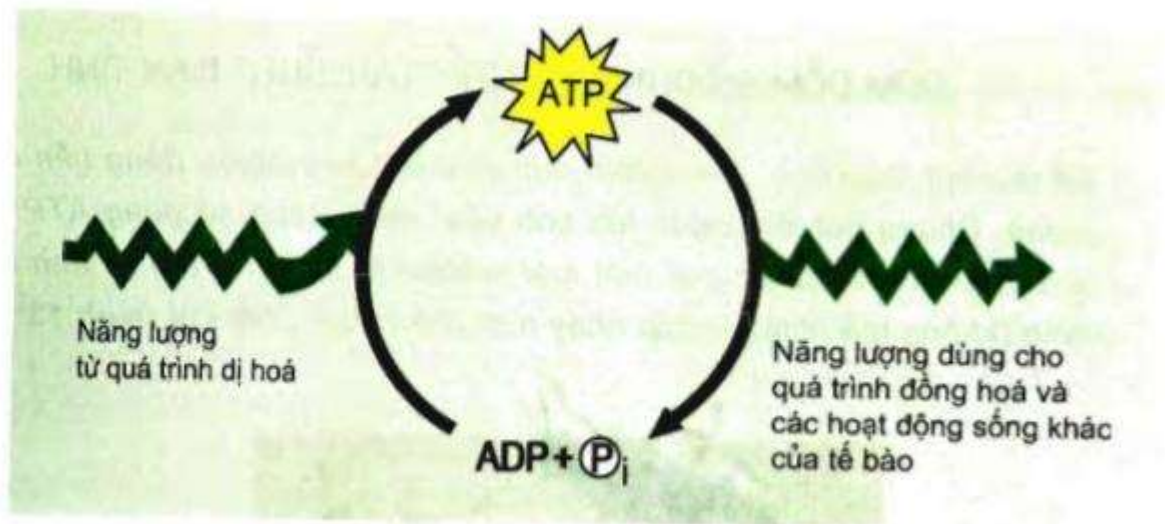 ATP
Năng lượng
từ quá trình dị hoá
Năng lượng dùng cho
quá trình đồng hoá và
các hoạt động sống khác
của tế bào
ADP + Pi